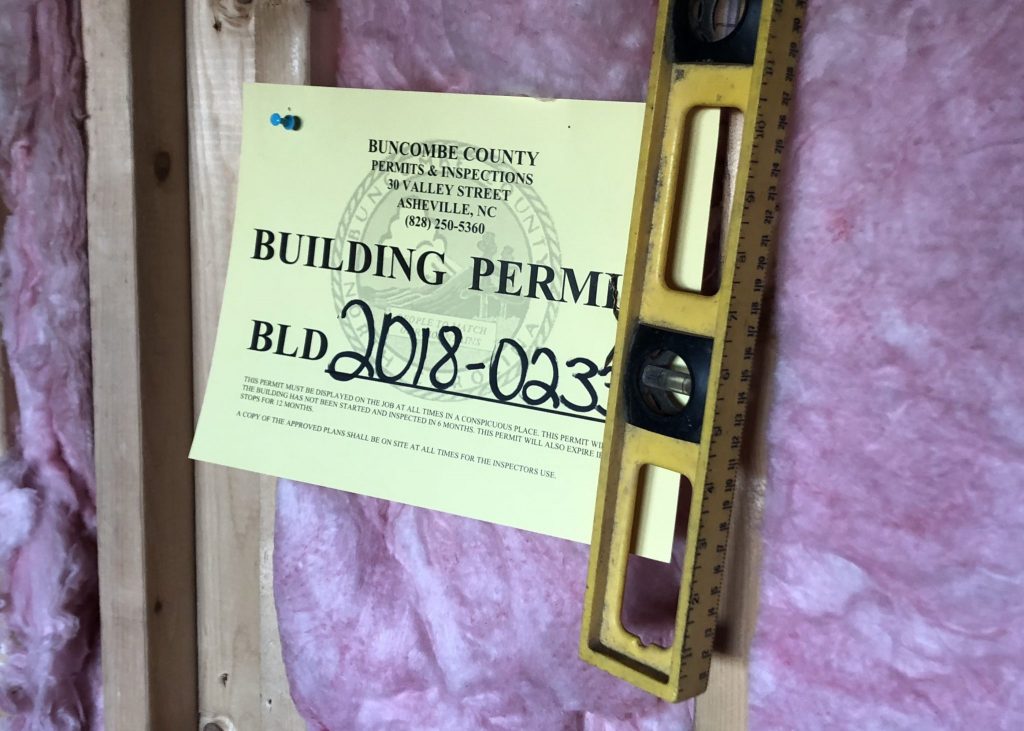 BUNCOMBE COUNTY
PERMITS & INSPECTIONS
30 VALLEY STREET
ASHEVILLE, NC
(828) 250-5360
BUILDING PERMI
BLD 2018-023
THIS PERMIT MUST BE DISPLAYED ON THE JOB AT ALL TIMES IN A CONSPICUOUS PLACE. THIS PERMIT WI
THE BUILDING HAS NOT BEEN STARTED AND INSPECTED IN 6 MONTHS. THIS PERMIT WILL ALSO EXPIRE I
STOPS FOR 12 MONTHS.
A COPY OF THE APPROVED PLANS SHALL BE ON SITE AT ALL TIMES FOR THE INSPECTORS USE.